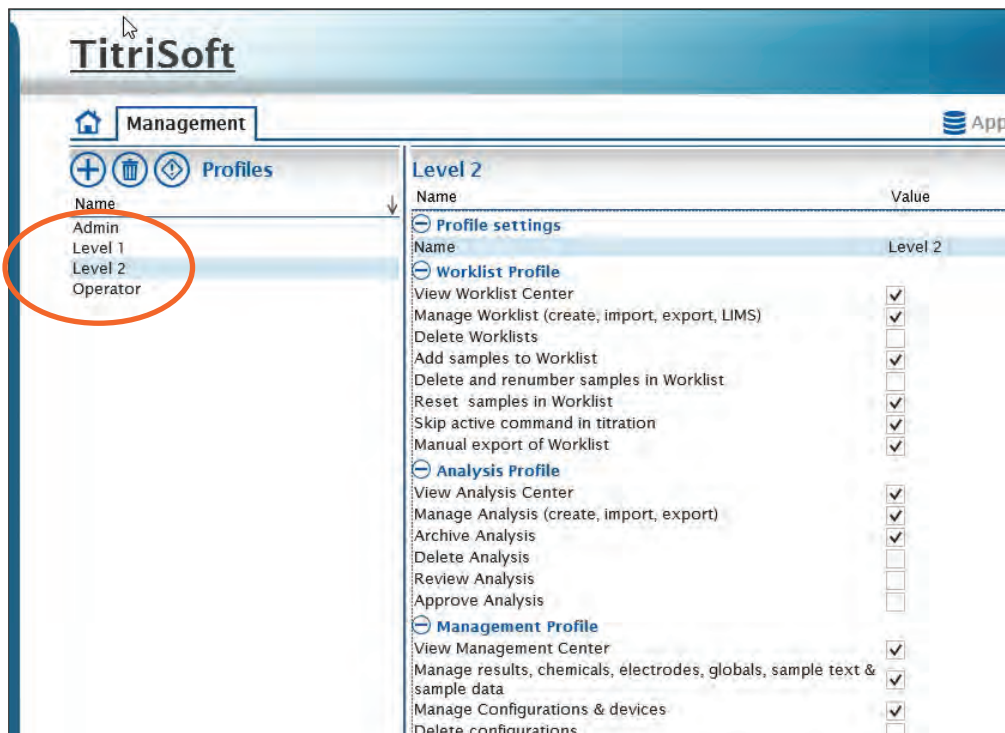 TitriSoft
Management
App
Profiles
Name
Admin
Level 1
Level 2
Operator
Level 2
Name Value
Profile settings
Name Level 2
Worklist Profile
View Worklist Center
Manage Worklist (create, import, export, LIMS)
Delete Worklists
Add samples to Worklist
Delete and renumber samples in Worklist
Reset samples in Worklist
Skip active command in titration
Manual export of Worklist
Analysis Profile
View Analysis Center
Manage Analysis (create, import, export)
Archive Analysis
Delete Analysis
Review Analysis
Approve Analysis
Management Profile
View Management Center
Manage results, chemicals, electrodes, globals, sample text &
sample data
Manage Configurations & devices
Delete configurations